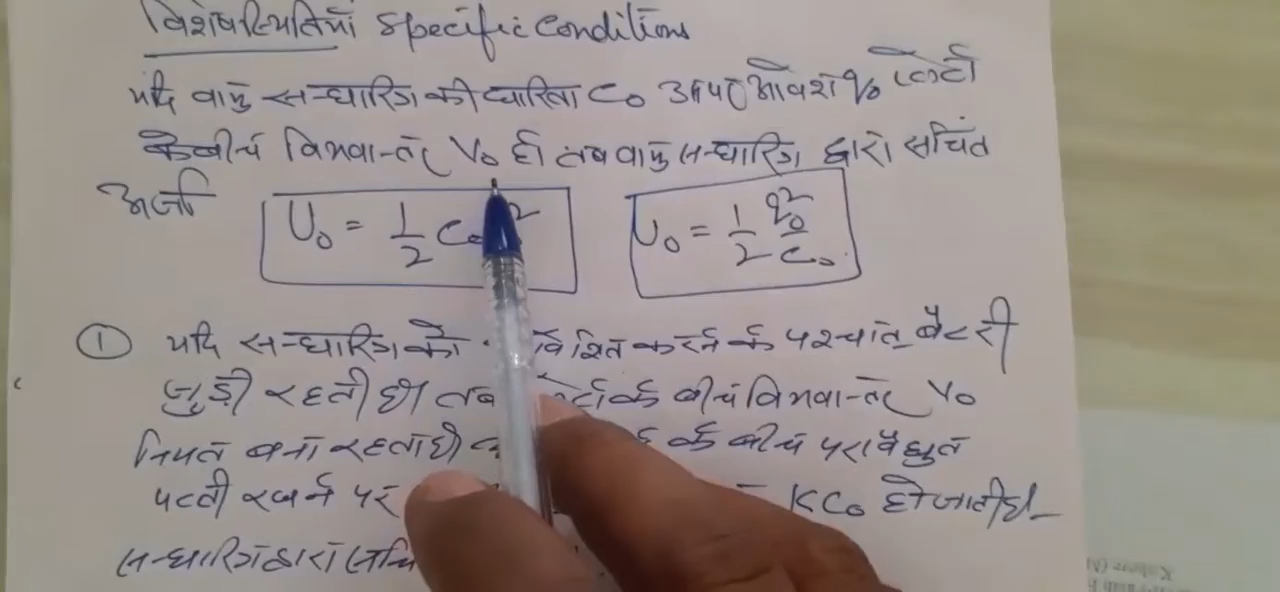 विशेषस्थितियाँ Specific conditions
यदि वायु सन्धारित्र की धारिता C₀ आवेश q₀ प्लेटों
के बीच विभवान्तर V₀ हो तब वायु सन्धारित्र द्वारा संचित
ऊर्जा U₀ = 1/2 C₀ ² U₀ = 1/2 q₀²/C₀
① यदि सन्धारित्र को करने के पश्चात् बैटरी
जुड़ी रहती है। तब के बीच विभवान्तर V₀
नियत बना रहता है के बीच परावैद्युत
पट्टी रखने पर KC₀ हो जाती है
सन्धारित्र द्वारा